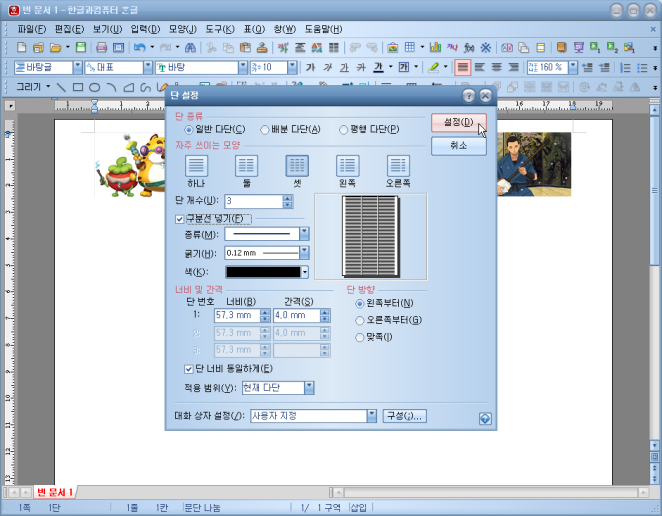 빈 문서 1 - 한글과컴퓨터 흔글
파일(F) 편집(E) 보기(U) 입력(D) 모양(J) 도구(K) 표(Q) 창(W) 도움말(H)
바탕글 대표 바탕 10 가 가 가 가 가 가 160 %
그리기
단 설정
단 종류
일반 다단(C) 배분 다단(A) 평행 다단(P)
설정(D)
취소
자주 쓰이는 모양
하나 둘 셋 왼쪽 오른쪽
단 개수(U): 3
구분선 넣기(F)
종류(M):
굵기(H): 0.12 mm
색(K):
너비 및 간격
단 번호 너비(B) 간격(S)
1: 57.3 mm 4.0 mm
2: 57.3 mm 4.0 mm
3: 57.3 mm
단 너비 동일하게(E)
적용 범위(Y): 현재 다단
단 방향
왼쪽부터(N)
오른쪽부터(G)
맞쪽(I)
대화 상자 설정(/): 사용자 지정 구성(;)...
빈 문서 1
1쪽 1단 1줄 1칸 문단 나눔 1/ 1 구역 삽입